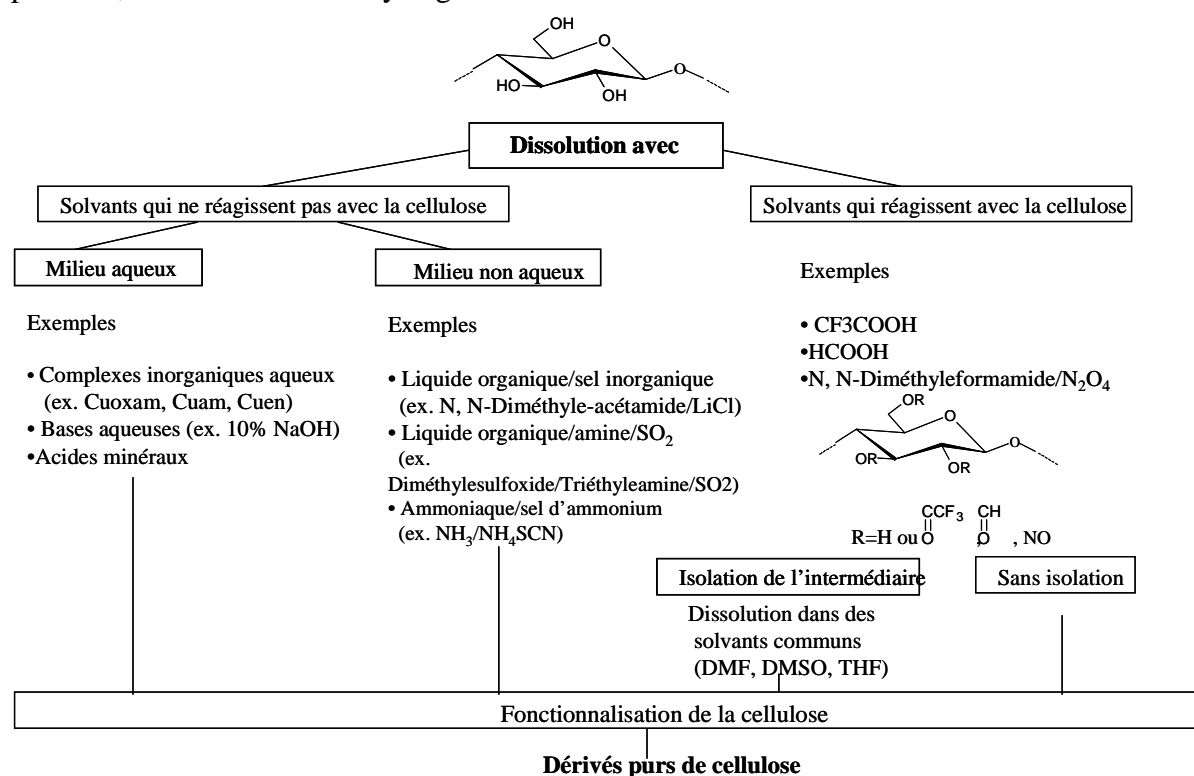 OH
O
O
HO
OH
Dissolution avec
Solvants qui ne réagissent pas avec la cellulose
Solvants qui réagissent avec la cellulose
Milieu aqueux
Milieu non aqueux
Exemples
• Complexes inorganiques aqueux
(ex. Cuoxam, Cuam, Cuen)
• Bases aqueuses (ex. 10% NaOH)
•Acides minéraux
Exemples
• Liquide organique/sel inorganique
(ex. N, N-Diméthyle-acétamide/LiCl)
• Liquide organique/amine/SO₂
(ex.
Diméthylesulfoxide/Triéthyleamine/SO2)
• Ammoniaque/sel d’ammonium
(ex. NH₃/NH₄SCN)
Exemples
• CF3COOH
•HCOOH
•N, N-Diméthyleformamide/N₂O₄
OR
O
O
RO
OR
CCF₃ CH
R=H ou O , O , NO
Isolation de l’intermédiaire
Sans isolation
Dissolution dans des
solvants communs
(DMF, DMSO, THF)
Fonctionnalisation de la cellulose
Dérivés purs de cellulose